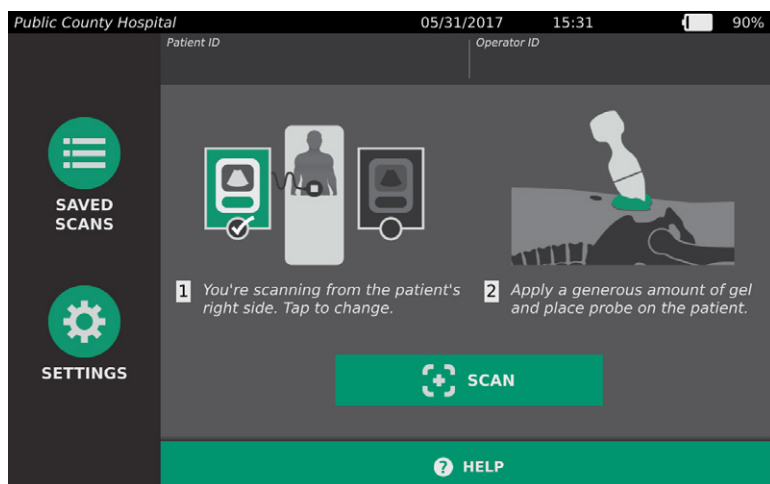 Public County Hospital 05/31/2017 15:31 90%
Patient ID Operator ID
SAVED
SCANS
1 You're scanning from the patient's
right side. Tap to change.
2 Apply a generous amount of gel
and place probe on the patient.
SETTINGS
SCAN
? HELP